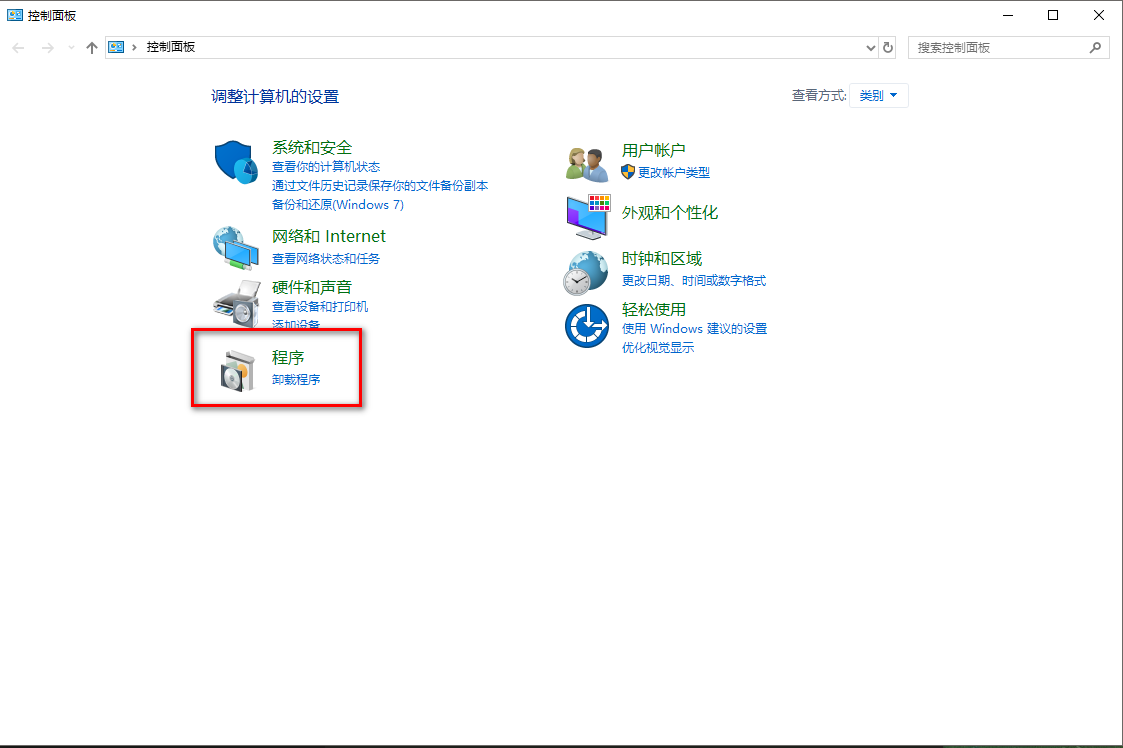 控制面板
控制面板
搜索控制面板
调整计算机的设置
查看方式:
类别
系统和安全
查看你的计算机状态
通过文件历史记录保存你的文件备份副本
备份和还原(Windows 7)
网络和 Internet
查看网络状态和任务
硬件和声音
查看设备和打印机
添加设备
程序
卸载程序
用户帐户
更改帐户类型
外观和个性化
时钟和区域
更改日期、时间或数字格式
轻松使用
使用 Windows 建议的设置
优化视觉显示